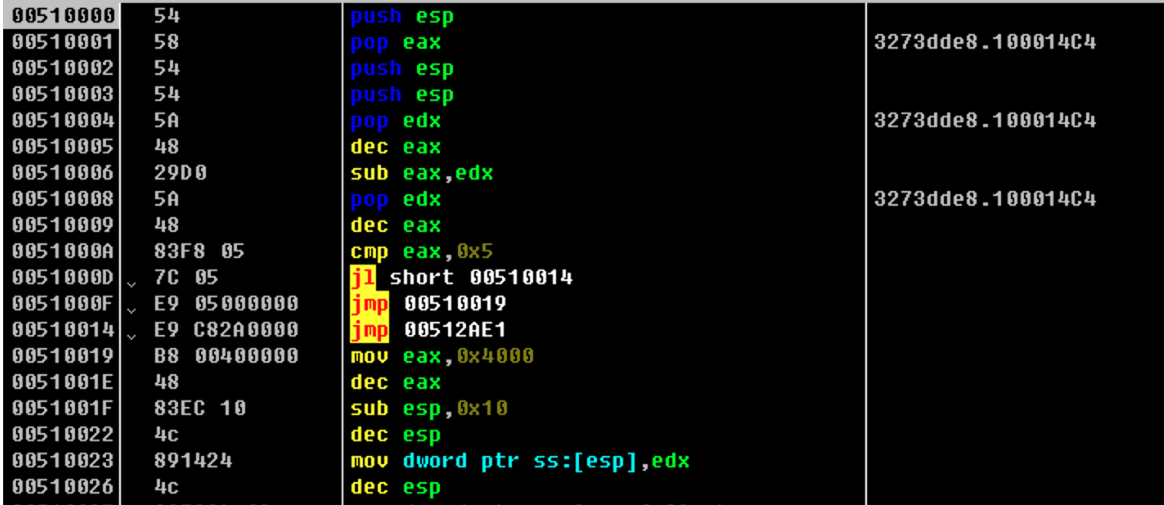 00510000 54 push esp
00510001 58 pop eax 3273dde8.100014C4
00510002 54 push esp
00510003 54 push esp
00510004 5A pop edx 3273dde8.100014C4
00510005 48 dec eax
00510006 29D0 sub eax,edx
00510008 5A pop edx 3273dde8.100014C4
00510009 48 dec eax
0051000A 83F8 05 cmp eax,0x5
0051000D 7C 05 jl short 00510014
0051000F E9 05000000 jmp 00510019
00510014 E9 C82A0000 jmp 00512AE1
00510019 B8 00400000 mov eax,0x4000
0051001E 48 dec eax
0051001F 83EC 10 sub esp,0x10
00510022 4c dec esp
00510023 891424 mov dword ptr ss:[esp],edx
00510026 4c dec esp